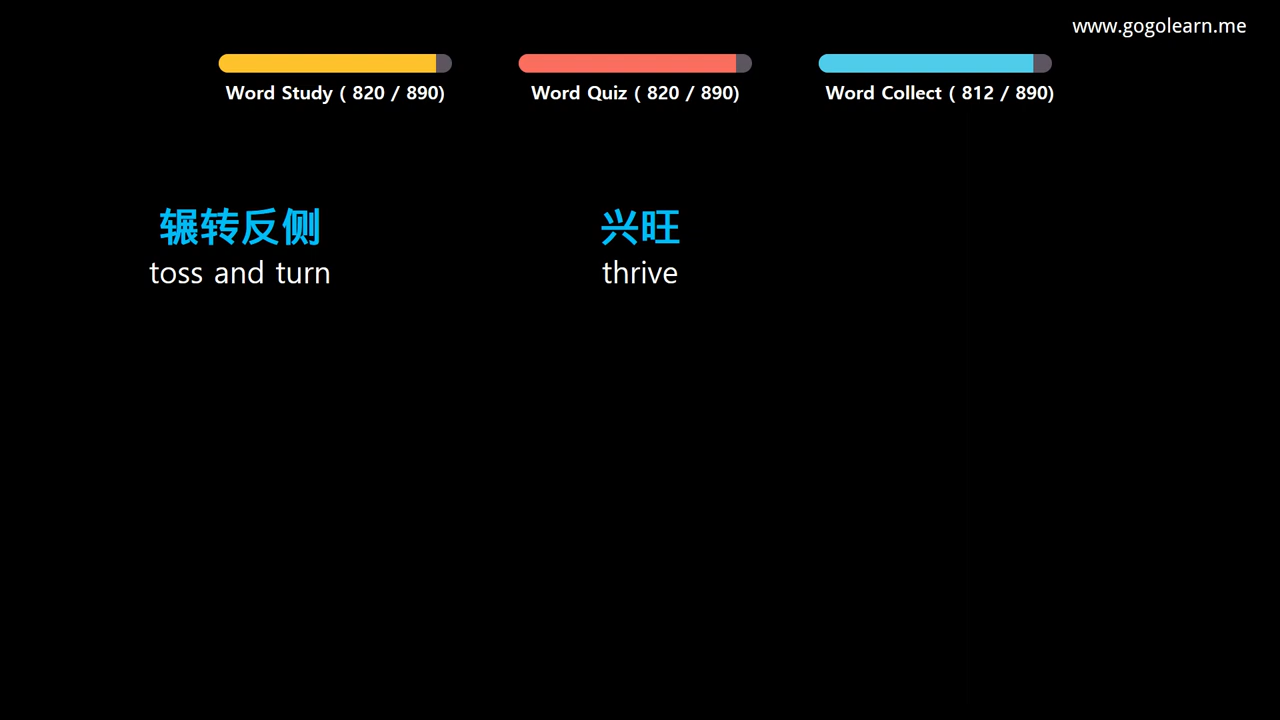 www.gogolearn.me
Word Study ( 820 / 890)
Word Quiz ( 820 / 890)
Word Collect ( 812 / 890)
辗转反侧
toss and turn
兴旺
thrive